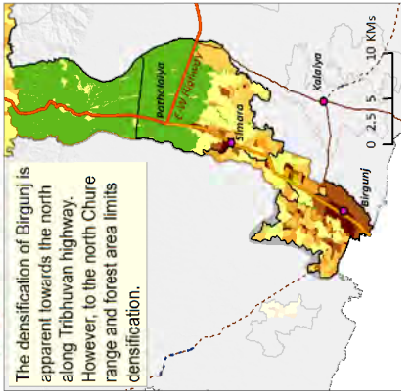 The densification of Birgunj is
apparent towards the north
along Tribhuvan highway.
However, to the north Chure
range and forest area limits
densification.
Pathclaiya
E-W Highway
Simara
Kalaiya
Birgunj
0 2.5 5 10 KMs